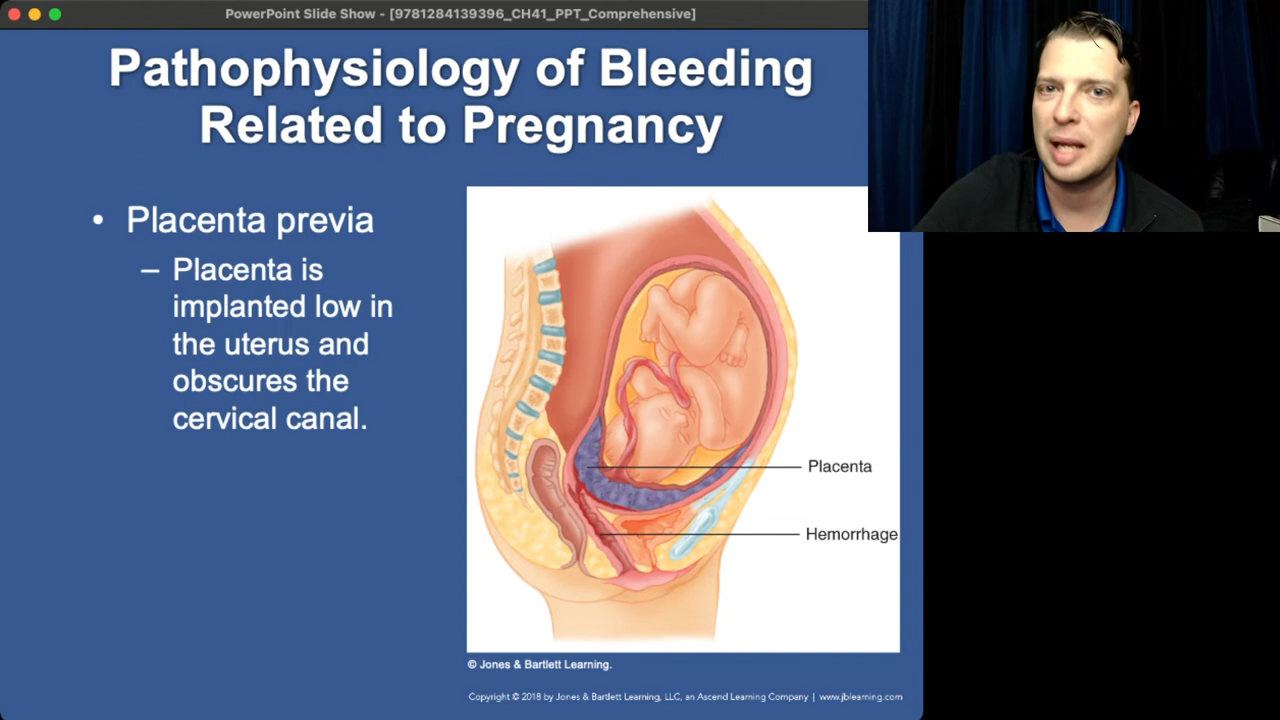 PowerPoint Slide Show - [9781284139396_CH41_PPT_Comprehensive]
Pathophysiology of Bleeding
Related to Pregnancy
• Placenta previa
– Placenta is
implanted low in
the uterus and
obscures the
cervical canal.
Placenta
Hemorrhage
© Jones & Bartlett Learning.
Copyright © 2018 by Jones & Bartlett Learning, LLC, an Ascend Learning Company | www.jblearning.com